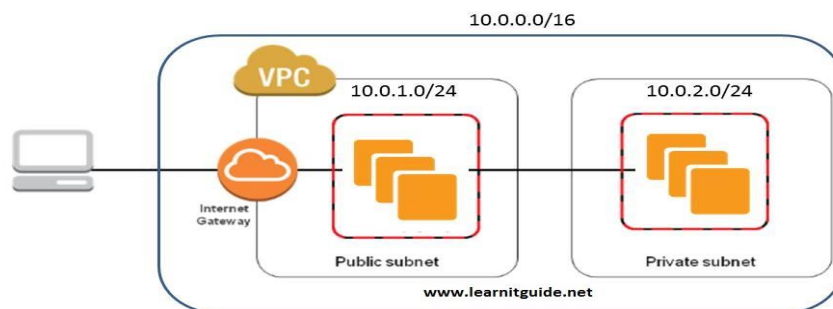 10.0.0.0/16
VPC
10.0.1.0/24
10.0.2.0/24
Internet
Gateway
Public subnet
Private subnet
www.learnitguide.net